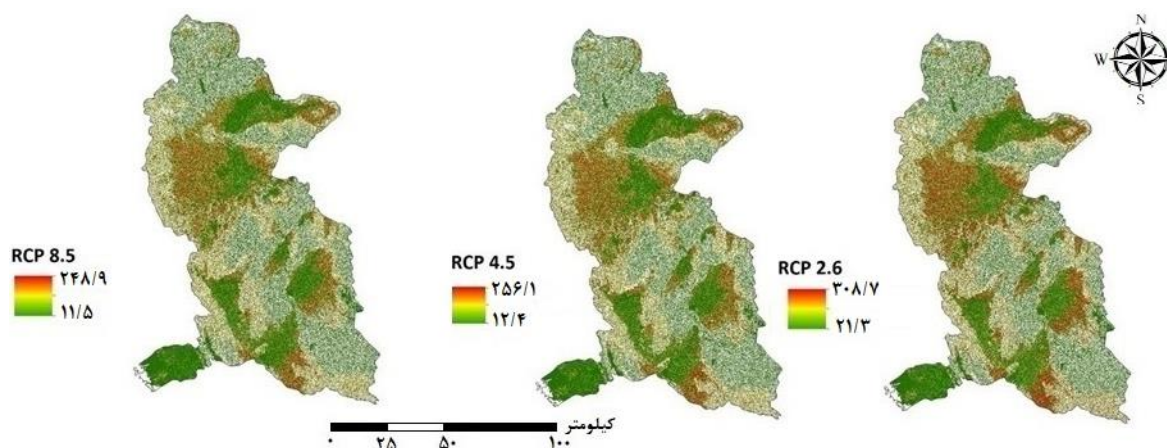 N
W E
S
RCP 8.5
۲۴۸/۹
۱۱/۵
RCP 4.5
۲۵۶/۱
۱۲/۴
RCP 2.6
۳۰۸/۷
۲۱/۳
کیلومتر
۰ ۲۵ ۵۰ ۱۰۰